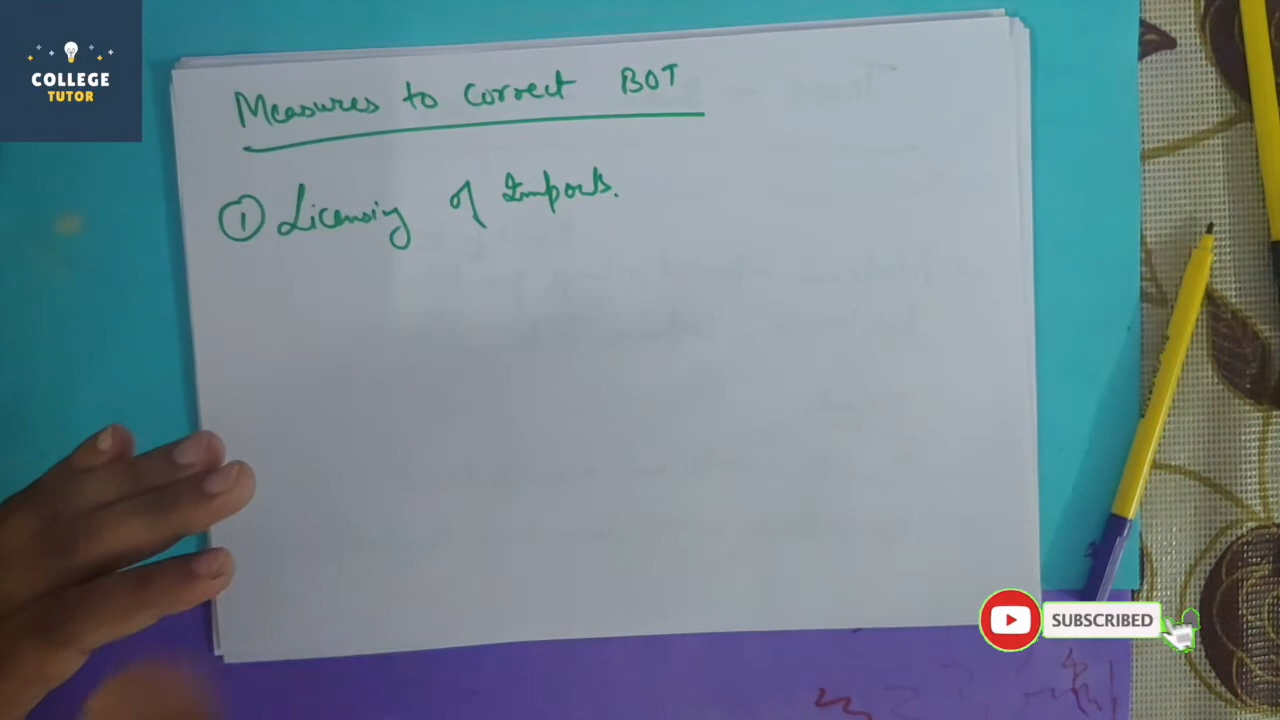 COLLEGE
TUTOR
Measures to correct BOT
① Licensing of Imports.
SUBSCRIBED